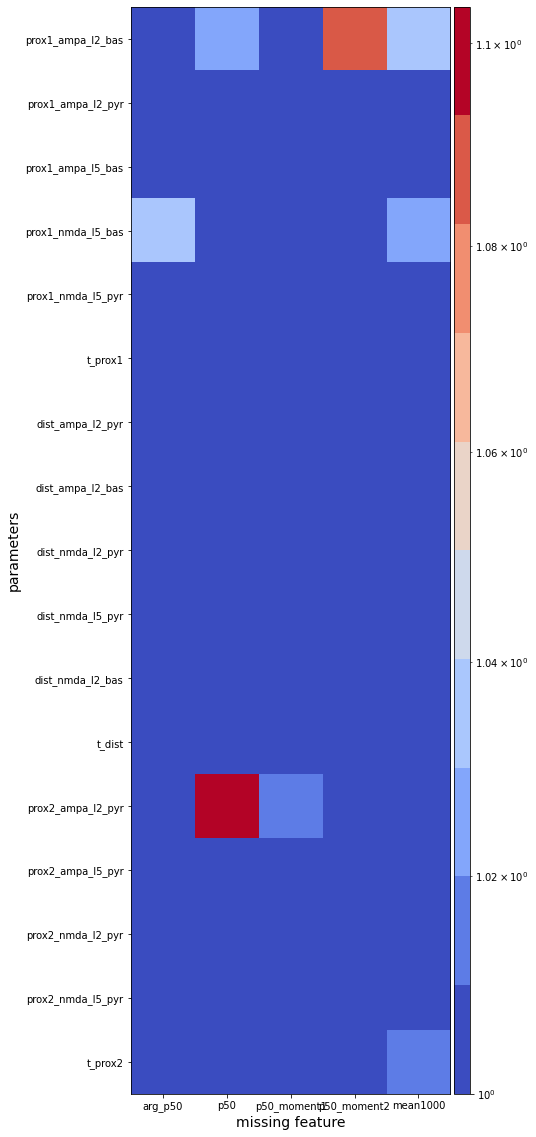 prox1_ampa_l2_bas
prox1_ampa_l2_pyr
prox1_ampa_l5_bas
prox1_nmda_l5_bas
prox1_nmda_l5_pyr
t_prox1
dist_ampa_l2_pyr
dist_ampa_l2_bas
dist_nmda_l2_pyr
dist_nmda_l5_pyr
dist_nmda_l2_bas
t_dist
prox2_ampa_l2_pyr
prox2_ampa_l5_pyr
prox2_nmda_l2_pyr
prox2_nmda_l5_pyr
t_prox2
parameters
arg_p50 p50 p50_moment1 p50_moment2 mean1000
missing feature
1.1 × 10⁰
1.08 × 10⁰
1.06 × 10⁰
1.04 × 10⁰
1.02 × 10⁰
10⁰